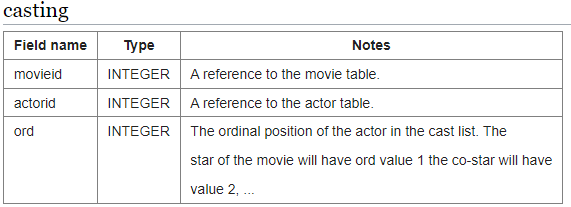 casting
Field name Type Notes
movieid INTEGER A reference to the movie table.
actorid INTEGER A reference to the actor table.
ord INTEGER The ordinal position of the actor in the cast list. The
star of the movie will have ord value 1 the co-star will have
value 2, ...